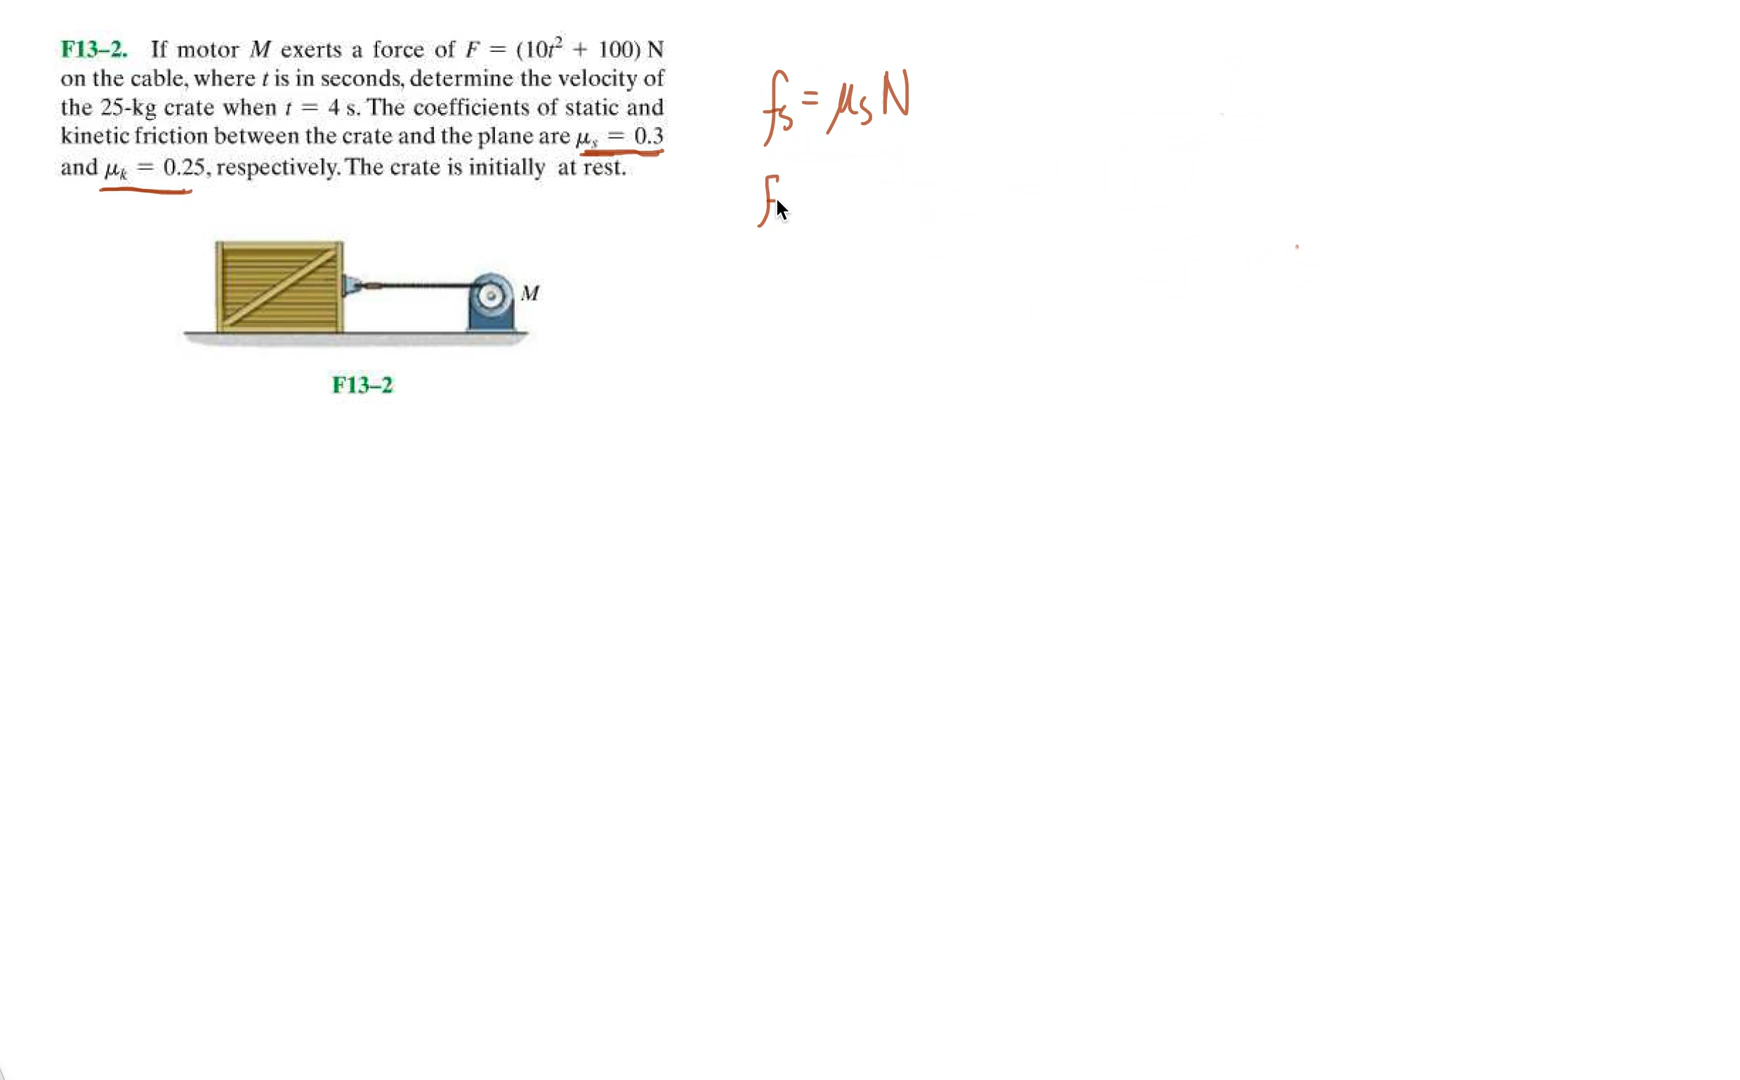 F13–2. If motor M exerts a force of F = (10t² + 100) N
on the cable, where t is in seconds, determine the velocity of
the 25-kg crate when t = 4 s. The coefficients of static and
kinetic friction between the crate and the plane are μₛ = 0.3
and μₖ = 0.25, respectively. The crate is initially at rest.
fₛ = μₛN
f
M
F13–2